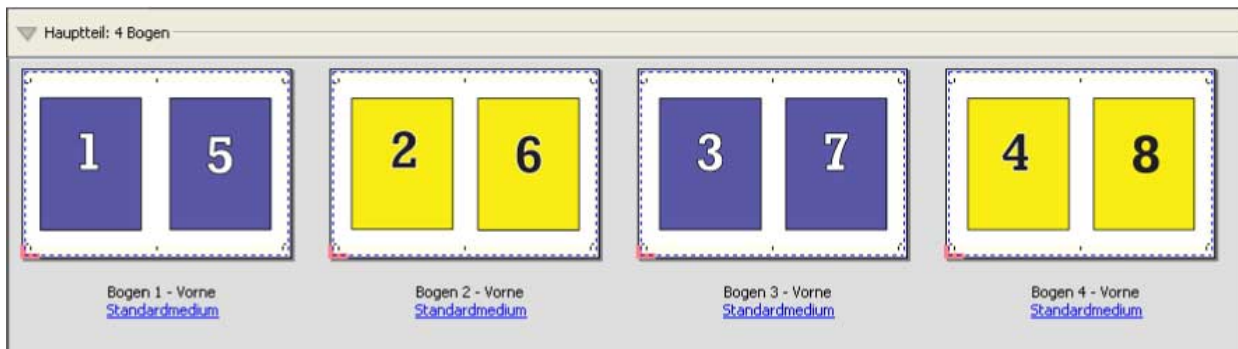 Hauptteil: 4 Bogen
1 5 2 6 3 7 4 8
Bogen 1 - Vorne Bogen 2 - Vorne Bogen 3 - Vorne Bogen 4 - Vorne
Standardmedium Standardmedium Standardmedium Standardmedium